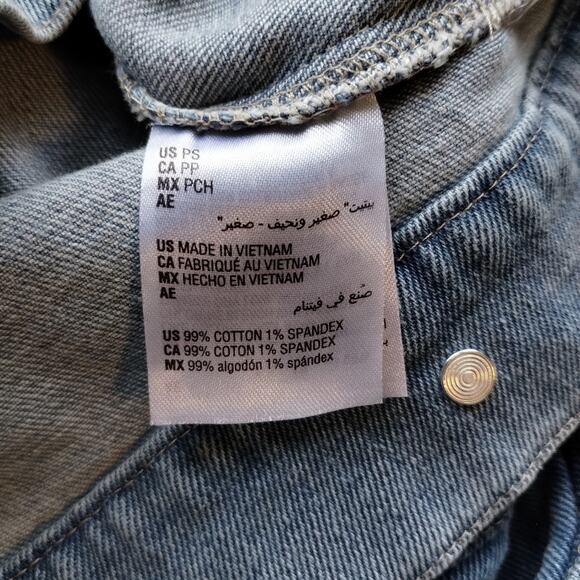 US PS
CA PP
MX PCH
AE
بيتيت" صغير ونحيف - صغير"
US MADE IN VIETNAM
CA FABRIQUÉ AU VIETNAM
MX HECHO EN VIETNAM
AE
صُنع في فيتنام
US 99% COTTON 1% SPANDEX
CA 99% COTON 1% SPANDEX
MX 99% algodón 1% spándex